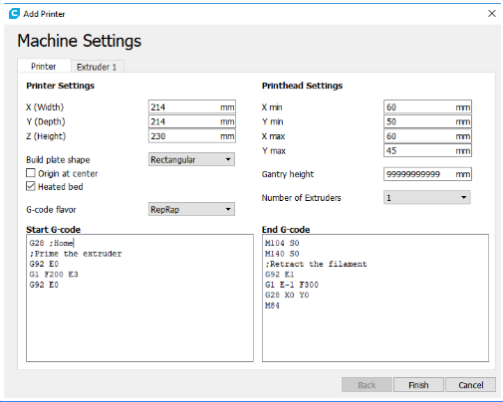 Add Printer
Machine Settings
Printer Extruder 1
Printer Settings
X (Width) 214 mm
Y (Depth) 214 mm
Z (Height) 230 mm
Build plate shape Rectangular
Origin at center
Heated bed
G-code flavor RepRap
Printhead Settings
X min 60 mm
Y min 50 mm
X max 60 mm
Y max 45 mm
Gantry height 99999999999 mm
Number of Extruders 1
Start G-code
G28 ;Home
;Prime the extruder
G92 E0
G1 F200 E3
G92 E0
End G-code
M104 S0
M140 S0
;Retract the filament
G92 E1
G1 E-1 F300
G28 X0 Y0
M84
Back Finish Cancel